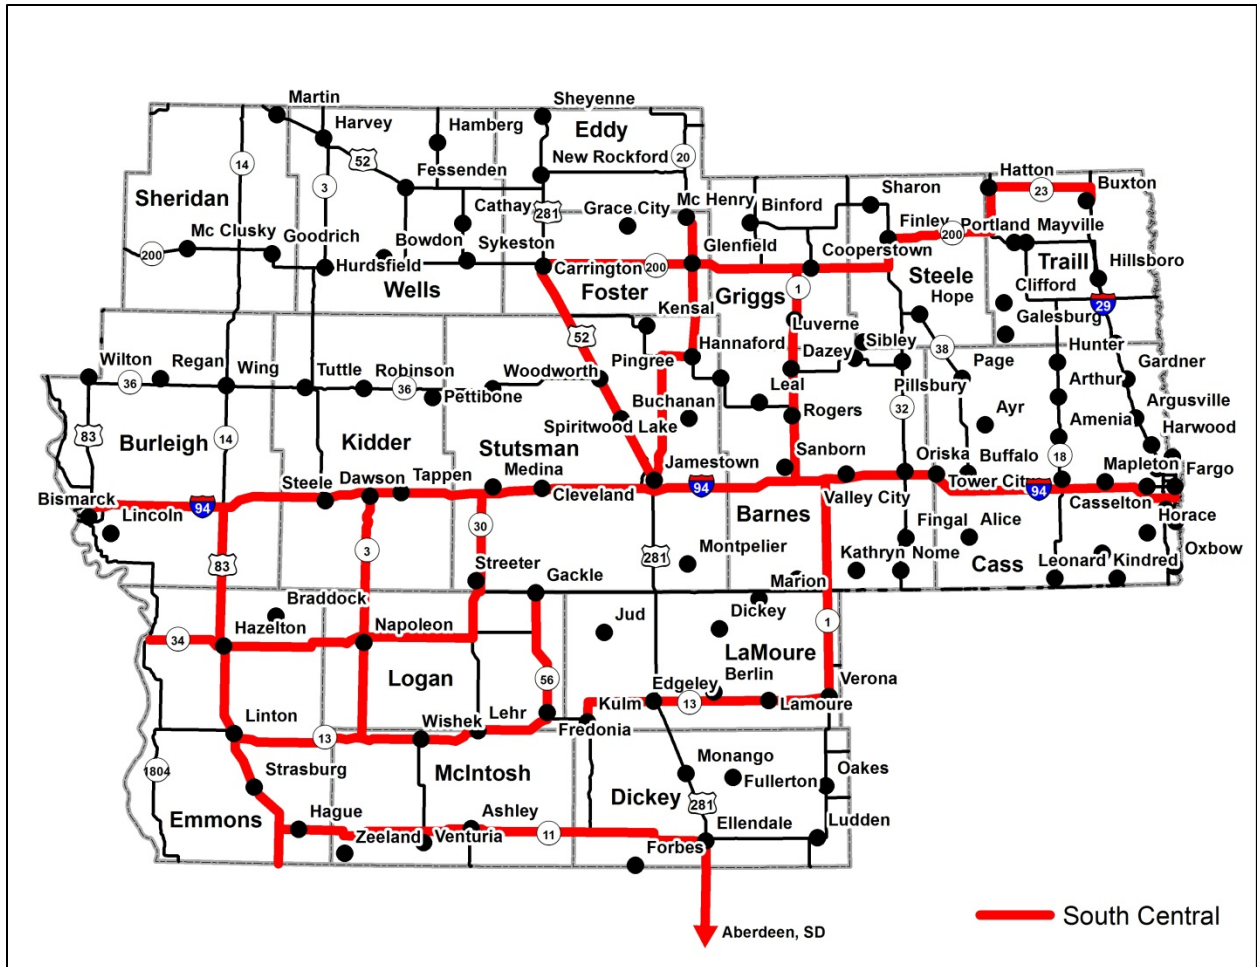 Martin
Sheyenne
Harvey
Hamberg
Eddy
14
52
New Rockford
20
Fessenden
3
Hatton
23
Buxton
Sheridan
Sharon
Cathay
281
Grace City
Mc Henry
Binford
Finley
200
Portland
Mayville
Mc Clusky
Goodrich
Bowdon
Sykeston
Glenfield
Cooperstown
200
Hurdsfield
Carrington
200
Steele
Traill
Hillsboro
Wells
Foster
Griggs
1
Hope
Clifford
29
Kensal
Galesburg
Luverne
52
Hannaford
Sibley
Hunter
Wilton
Regan
Pingree
Dazey
38
Page
Gardner
36
Wing
Tuttle
Robinson
36
Woodworth
Leal
Pillsbury
Arthur
Pettibone
Buchanan
Rogers
32
Ayr
Argusville
83
Burleigh
14
Kidder
Spiritwood Lake
Amenia
Harwood
Stutsman
Sanborn
Oriska
Buffalo
18
Steele
Dawson
Tappen
Medina
Jamestown
Mapleton
Fargo
Bismarck
94
Cleveland
94
Valley City
Tower City
94
Casselton
Lincoln
Barnes
Horace
30
Fingal
Alice
83
3
281
Montpelier
Kathryn
Nome
Cass
Leonard
Kindred
Oxbow
Streeter
Gackle
Marion
Braddock
Dickey
Hazelton
Napoleon
Jud
1
34
LaMoure
Logan
56
Edgeley
Berlin
Verona
Linton
Wishek
Lehr
Kulm
13
Lamoure
13
Fredonia
1804
Strasburg
McIntosh
Monango
Oakes
Dickey
Fullerton
Emmons
Hague
Ashley
281
Ellendale
Ludden
Zeeland
Venturia
11
Forbes
South Central
Aberdeen, SD